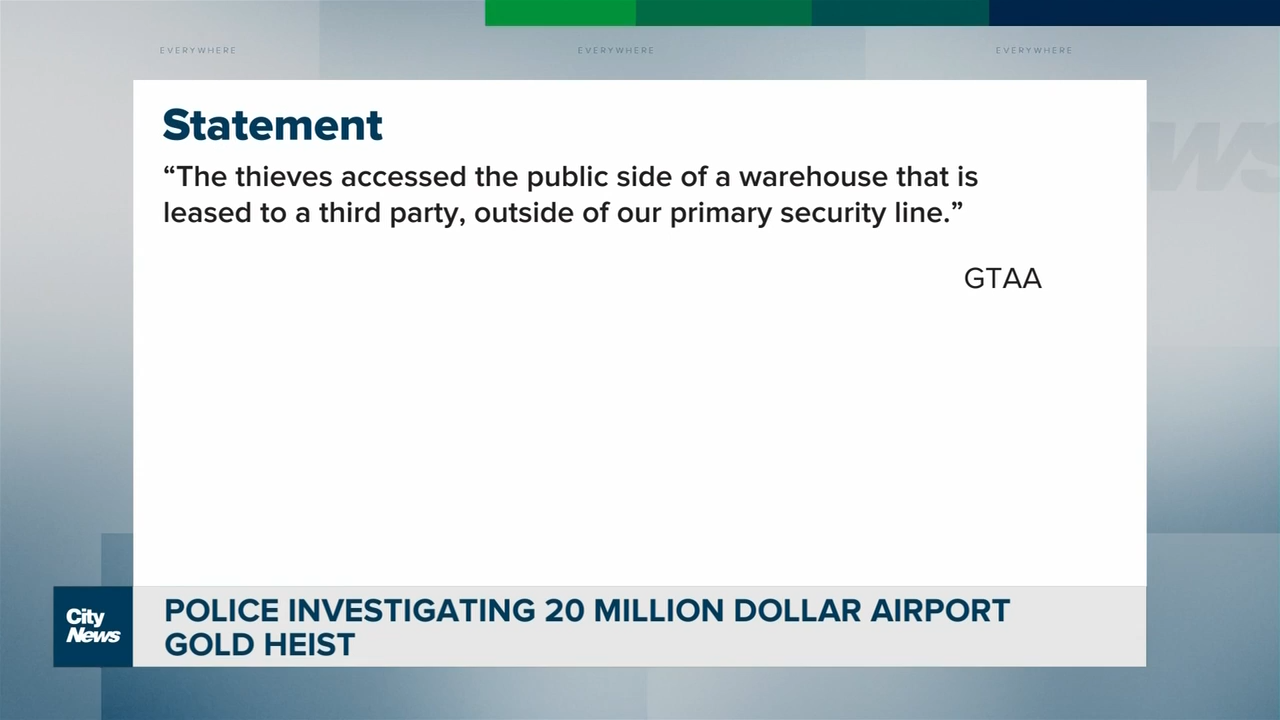 EVERYWHERE EVERYWHERE EVERYWHERE
Statement
“The thieves accessed the public side of a warehouse that is
leased to a third party, outside of our primary security line.”
GTAA
City
News
POLICE INVESTIGATING 20 MILLION DOLLAR AIRPORT
GOLD HEIST